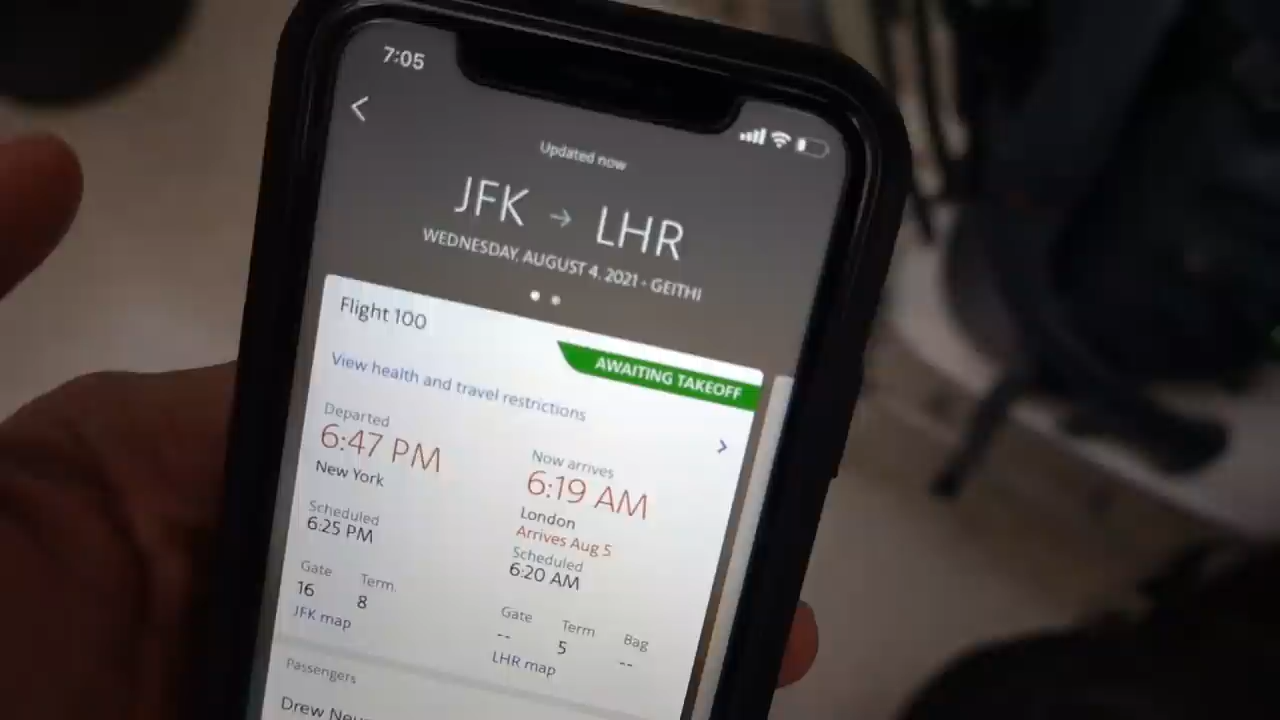 7:05
Updated now
JFK → LHR
WEDNESDAY, AUGUST 4, 2021 • GEITHI
Flight 100
AWAITING TAKEOFF
View health and travel restrictions
Departed
6:47 PM
New York
Scheduled
6:25 PM
Gate Term.
16 8
JFK map
Now arrives
6:19 AM
London
Arrives Aug 5
Scheduled
6:20 AM
Gate Term Bag
-- 5 --
LHR map
Passengers
Drew